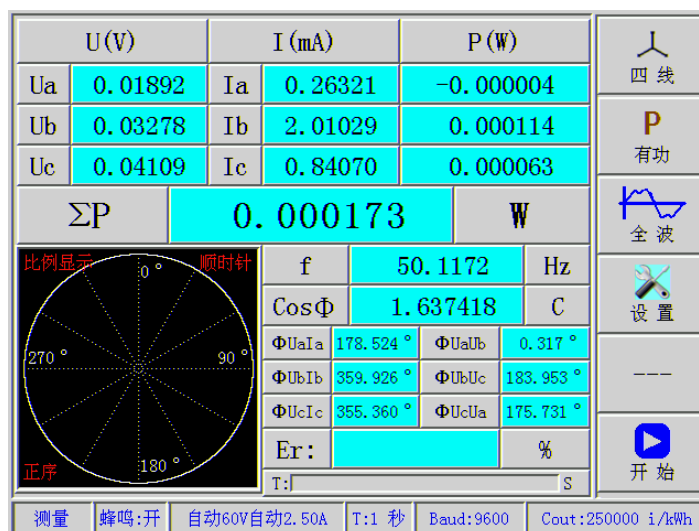 U(V) I(mA) P(W)
Ua 0.01892 Ia 0.26321 -0.000004
Ub 0.03278 Ib 2.01029 0.000114
Uc 0.04109 Ic 0.84070 0.000063
ΣP 0.000173 W
比例显示 0° 顺时针
270° 90°
正序 180°
f 50.1172 Hz
CosΦ 1.637418 C
ΦUaIa 178.524° ΦUaUb 0.317°
ΦUbIb 359.926° ΦUbUc 183.953°
ΦUcIc 355.360° ΦUcUa 175.731°
Er: %
T: S
四线
P
有功
全波
设置
---
开始
测量 蜂鸣:开 自动60V自动2.50A T:1 秒 Baud:9600 Cout:250000 i/kWh